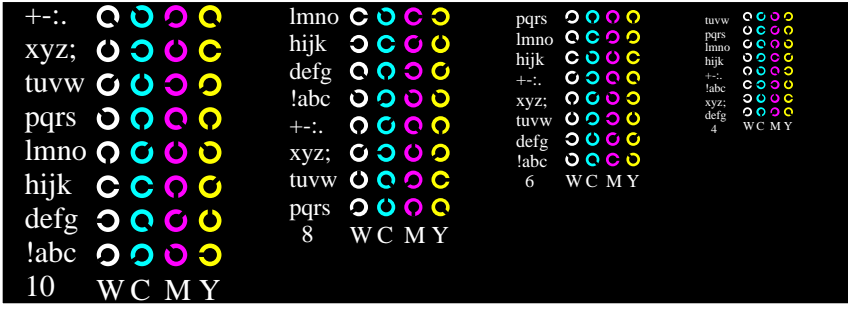 +-:.
xyz;
tuvw
pqrs
lmno
hijk
defg
!abc
10 W C M Y
lmno
hijk
defg
!abc
+-:.
xyz;
tuvw
pqrs
8 W C M Y
pqrs
lmno
hijk
+-:.
xyz;
tuvw
defg
!abc
6 W C M Y
tuvw
pqrs
lmno
hijk
+-:.
!abc
xyz;
defg
4 W C M Y